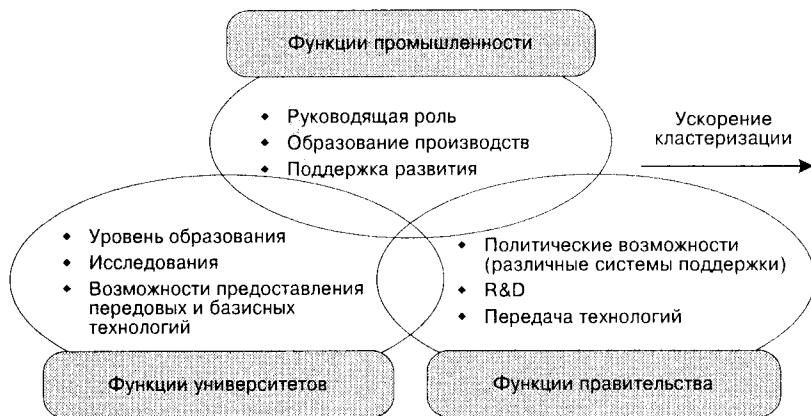 Функции промышленности
• Руководящая роль
• Образование производств
• Поддержка развития
Ускорение
кластеризации
• Уровень образования
• Исследования
• Возможности предоставления
передовых и базисных
технологий
• Политические возможности
(различные системы поддержки)
• R&D
• Передача технологий
Функции университетов
Функции правительства